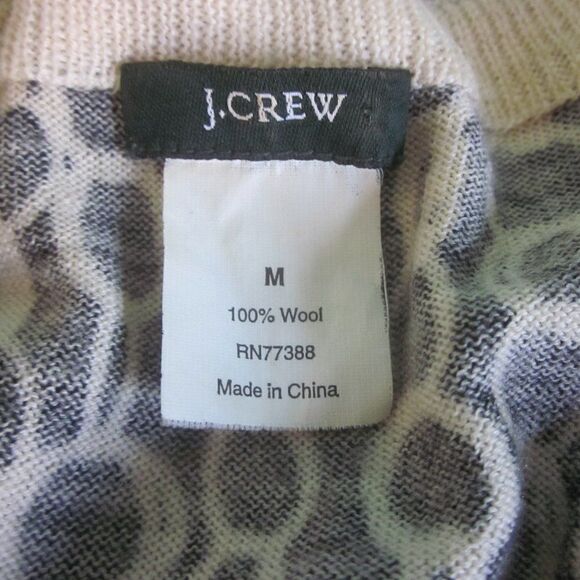 J.CREW
M
100% Wool
RN77388
Made in China